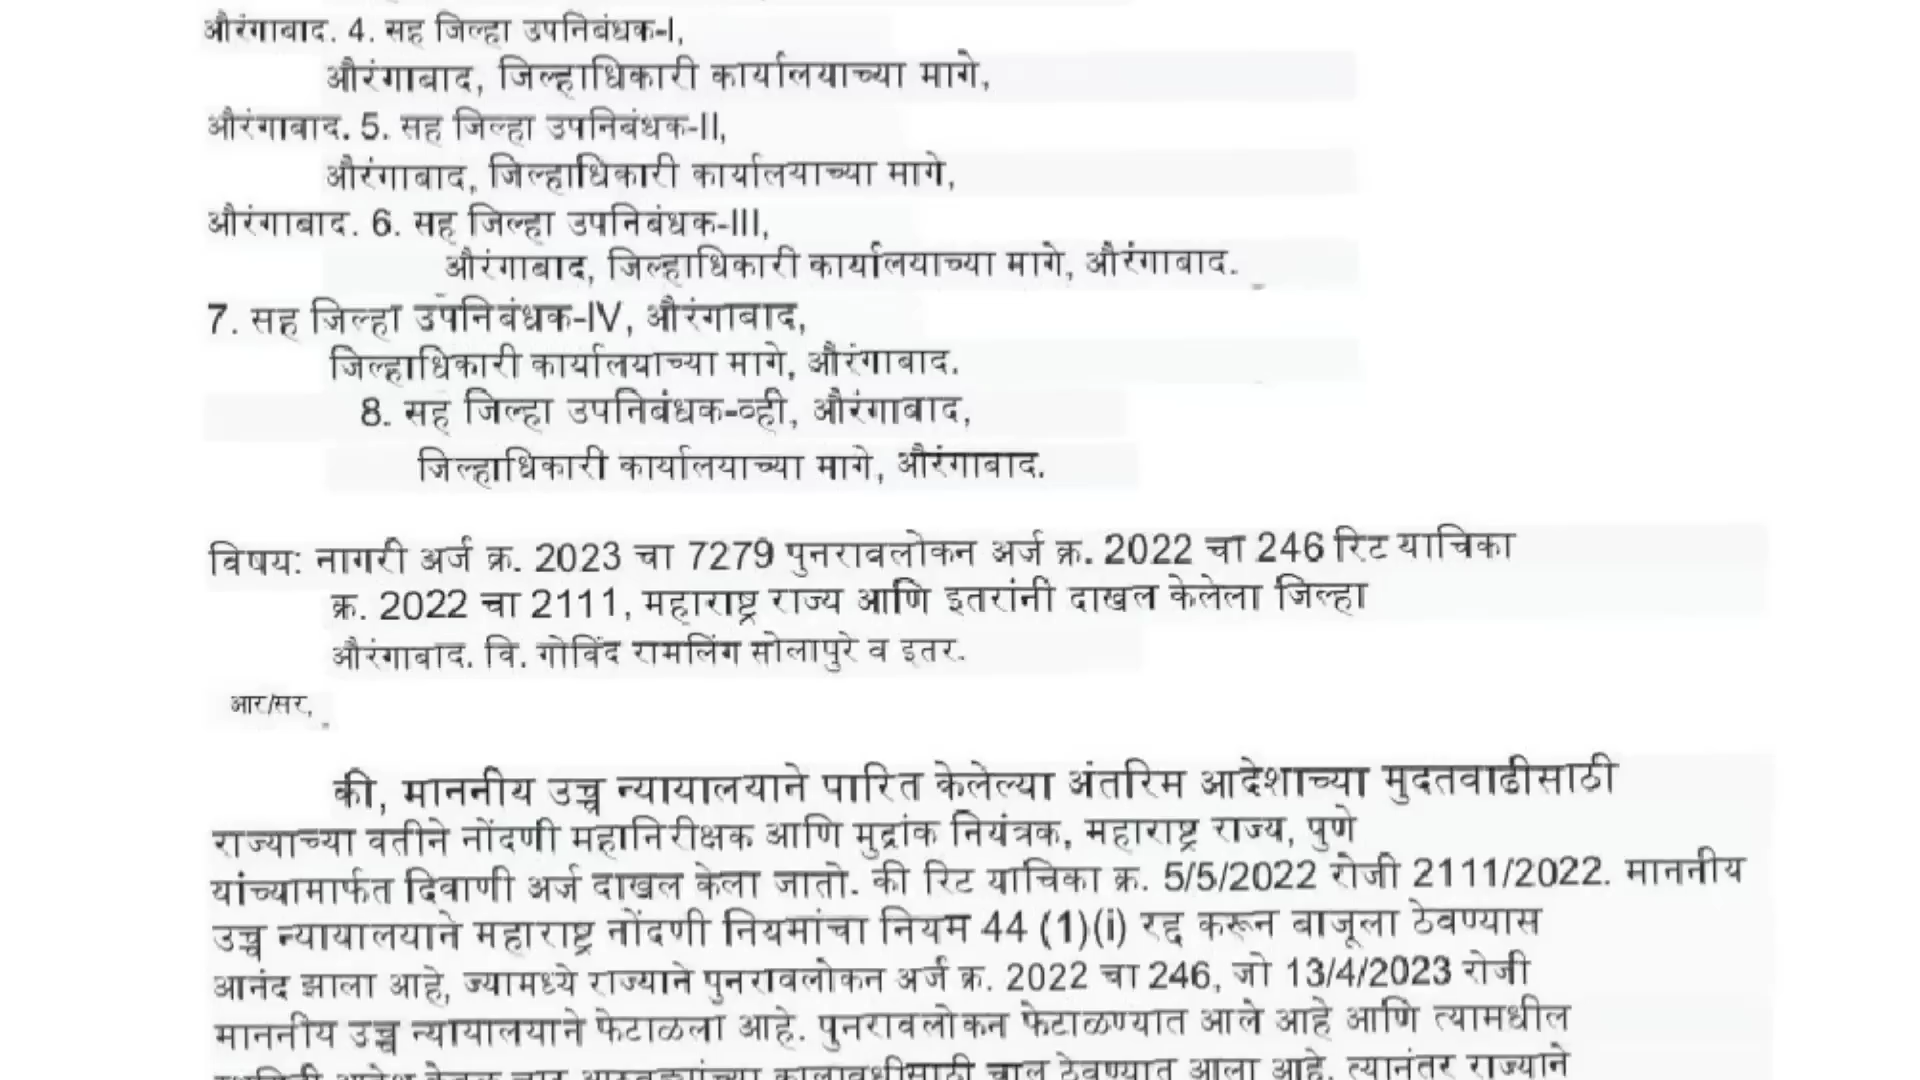 औरंगाबाद. 4. सह जिल्हा उपनिबंधक-I,
औरंगाबाद, जिल्हाधिकारी कार्यालयाच्या मागे,
औरंगाबाद. 5. सह जिल्हा उपनिबंधक-II,
औरंगाबाद, जिल्हाधिकारी कार्यालयाच्या मागे,
औरंगाबाद. 6. सह जिल्हा उपनिबंधक-III,
औरंगाबाद, जिल्हाधिकारी कार्यालयाच्या मागे, औरंगाबाद.
7. सह जिल्हा उपनिबंधक-IV, औरंगाबाद,
जिल्हाधिकारी कार्यालयाच्या मागे, औरंगाबाद.
8. सह जिल्हा उपनिबंधक-व्ही, औरंगाबाद,
जिल्हाधिकारी कार्यालयाच्या मागे, औरंगाबाद.
विषय: नागरी अर्ज क्र. 2023 चा 7279 पुनरावलोकन अर्ज क्र. 2022 चा 246 रिट याचिका
क्र. 2022 चा 2111, महाराष्ट्र राज्य आणि इतरांनी दाखल केलेला जिल्हा
औरंगाबाद. वि. गोविंद रामलिंग सोलापुरे व इतर.
आर/सर,
की, माननीय उच्च न्यायालयाने पारित केलेल्या अंतरिम आदेशाच्या मुदतवाढीसाठी
राज्याच्या वतीने नोंदणी महानिरीक्षक आणि मुद्रांक नियंत्रक, महाराष्ट्र राज्य, पुणे
यांच्यामार्फत दिवाणी अर्ज दाखल केला जातो. की रिट याचिका क्र. 5/5/2022 रोजी 2111/2022. माननीय
उच्च न्यायालयाने महाराष्ट्र नोंदणी नियमांचा नियम 44 (1)(i) रद्द करून बाजूला ठेवण्यास
आनंद झाला आहे, ज्यामध्ये राज्याने पुनरावलोकन अर्ज क्र. 2022 चा 246, जो 13/4/2023 रोजी
माननीय उच्च न्यायालयाने फेटाळला आहे. पुनरावलोकन फेटाळण्यात आले आहे आणि त्यामधील
कालावधीसाठी चालू ठेवण्यात आला आहे. त्यानंतर राज्याने